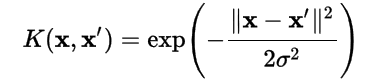 K(x, x′) = exp(−‖x − x′‖² / 2σ²)